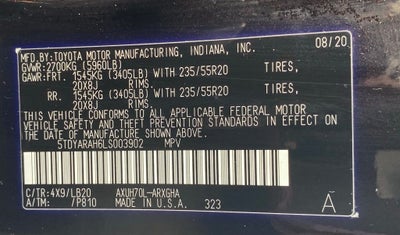 MFD.BY:TOYOTA MOTOR MANUFACTURING, INDIANA, INC.
GVWR:2700KG (5960LB) 08/20
GAWR:FRT. 1545KG (3405LB) WITH 235/55R20 TIRES,
20X8J RIMS.
RR. 1545KG (3405LB) WITH 235/55R20 TIRES,
20X8J RIMS.
THIS VEHICLE CONFORMS TO ALL APPLICABLE FEDERAL MOTOR
VEHICLE SAFETY AND THEFT PREVENTION STANDARDS IN EFFECT ON
THE DATE OF MANUFACTURE SHOWN ABOVE.
5TDYARAH6LS003902 MPV
C/TR:4X9/LB20 AXUH70L-ARXGHA
A/TM: /P810 MADE IN U.S.A. 323 A